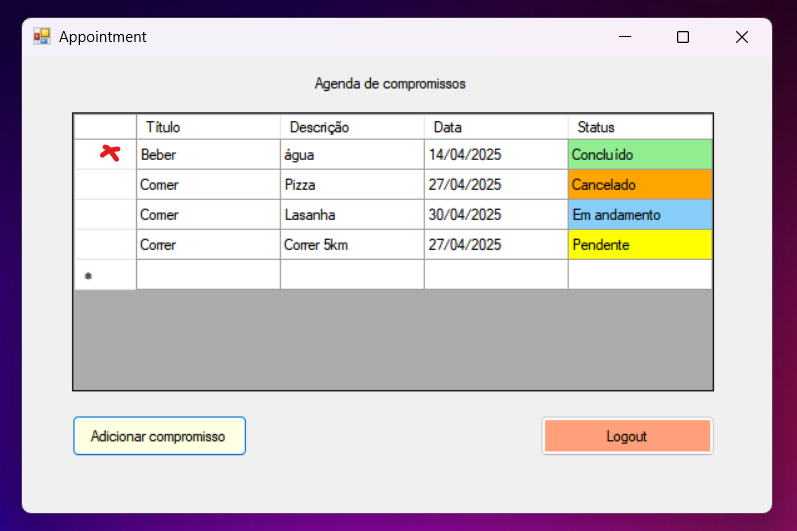 Appointment
Agenda de compromissos
Título Descrição Data Status
Beber água 14/04/2025 Concluído
Comer Pizza 27/04/2025 Cancelado
Comer Lasanha 30/04/2025 Em andamento
Correr Correr 5km 27/04/2025 Pendente
*
Adicionar compromisso Logout